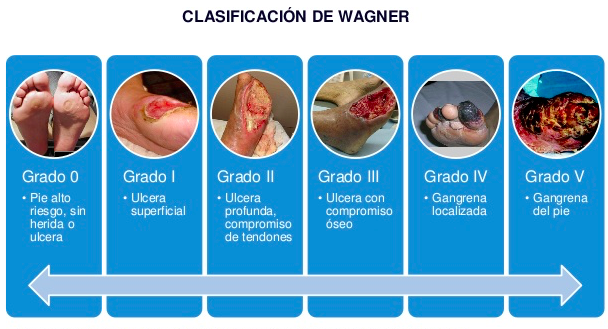 CLASIFICACIÓN DE WAGNER
Grado 0
• Pie alto
riesgo, sin
herida o
ulcera
Grado I
• Ulcera
superficial
Grado II
• Ulcera
profunda,
compromiso
de tendones
Grado III
• Ulcera con
compromiso
óseo
Grado IV
• Gangrena
localizada
Grado V
• Gangrena
del pie